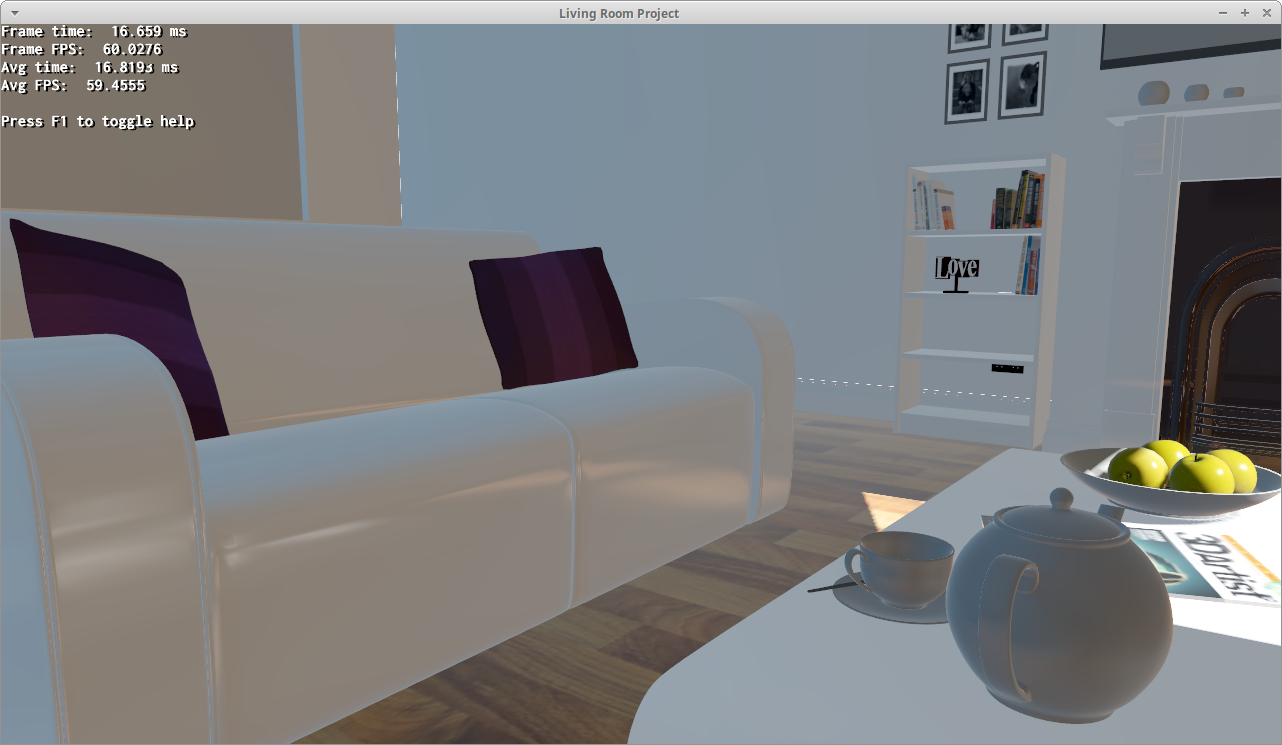 Living Room Project
Frame time:  16.659 ms
Frame FPS:  60.0276
Avg time:  16.8193 ms
Avg FPS:  59.4555
Press F1 to toggle help
Love